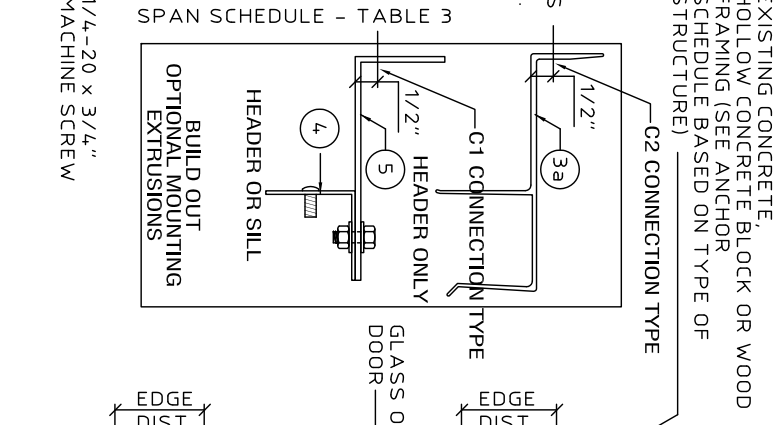 SPAN SCHEDULE - TABLE 3
EXISTING CONCRETE,
HOLLOW CONCRETE BLOCK OR WOOD
FRAMING (SEE ANCHOR
SCHEDULE BASED ON TYPE OF
STRUCTURE)
C2 CONNECTION TYPE
1/2"
3a
C1 CONNECTION TYPE
HEADER ONLY
1/2"
5
4
HEADER OR SILL
BUILD OUT
OPTIONAL MOUNTING
EXTRUSIONS
1/4-20 x 3/4"
MACHINE SCREW
GLASS O
DOOR
EDGE
DIST
EDGE
DIST